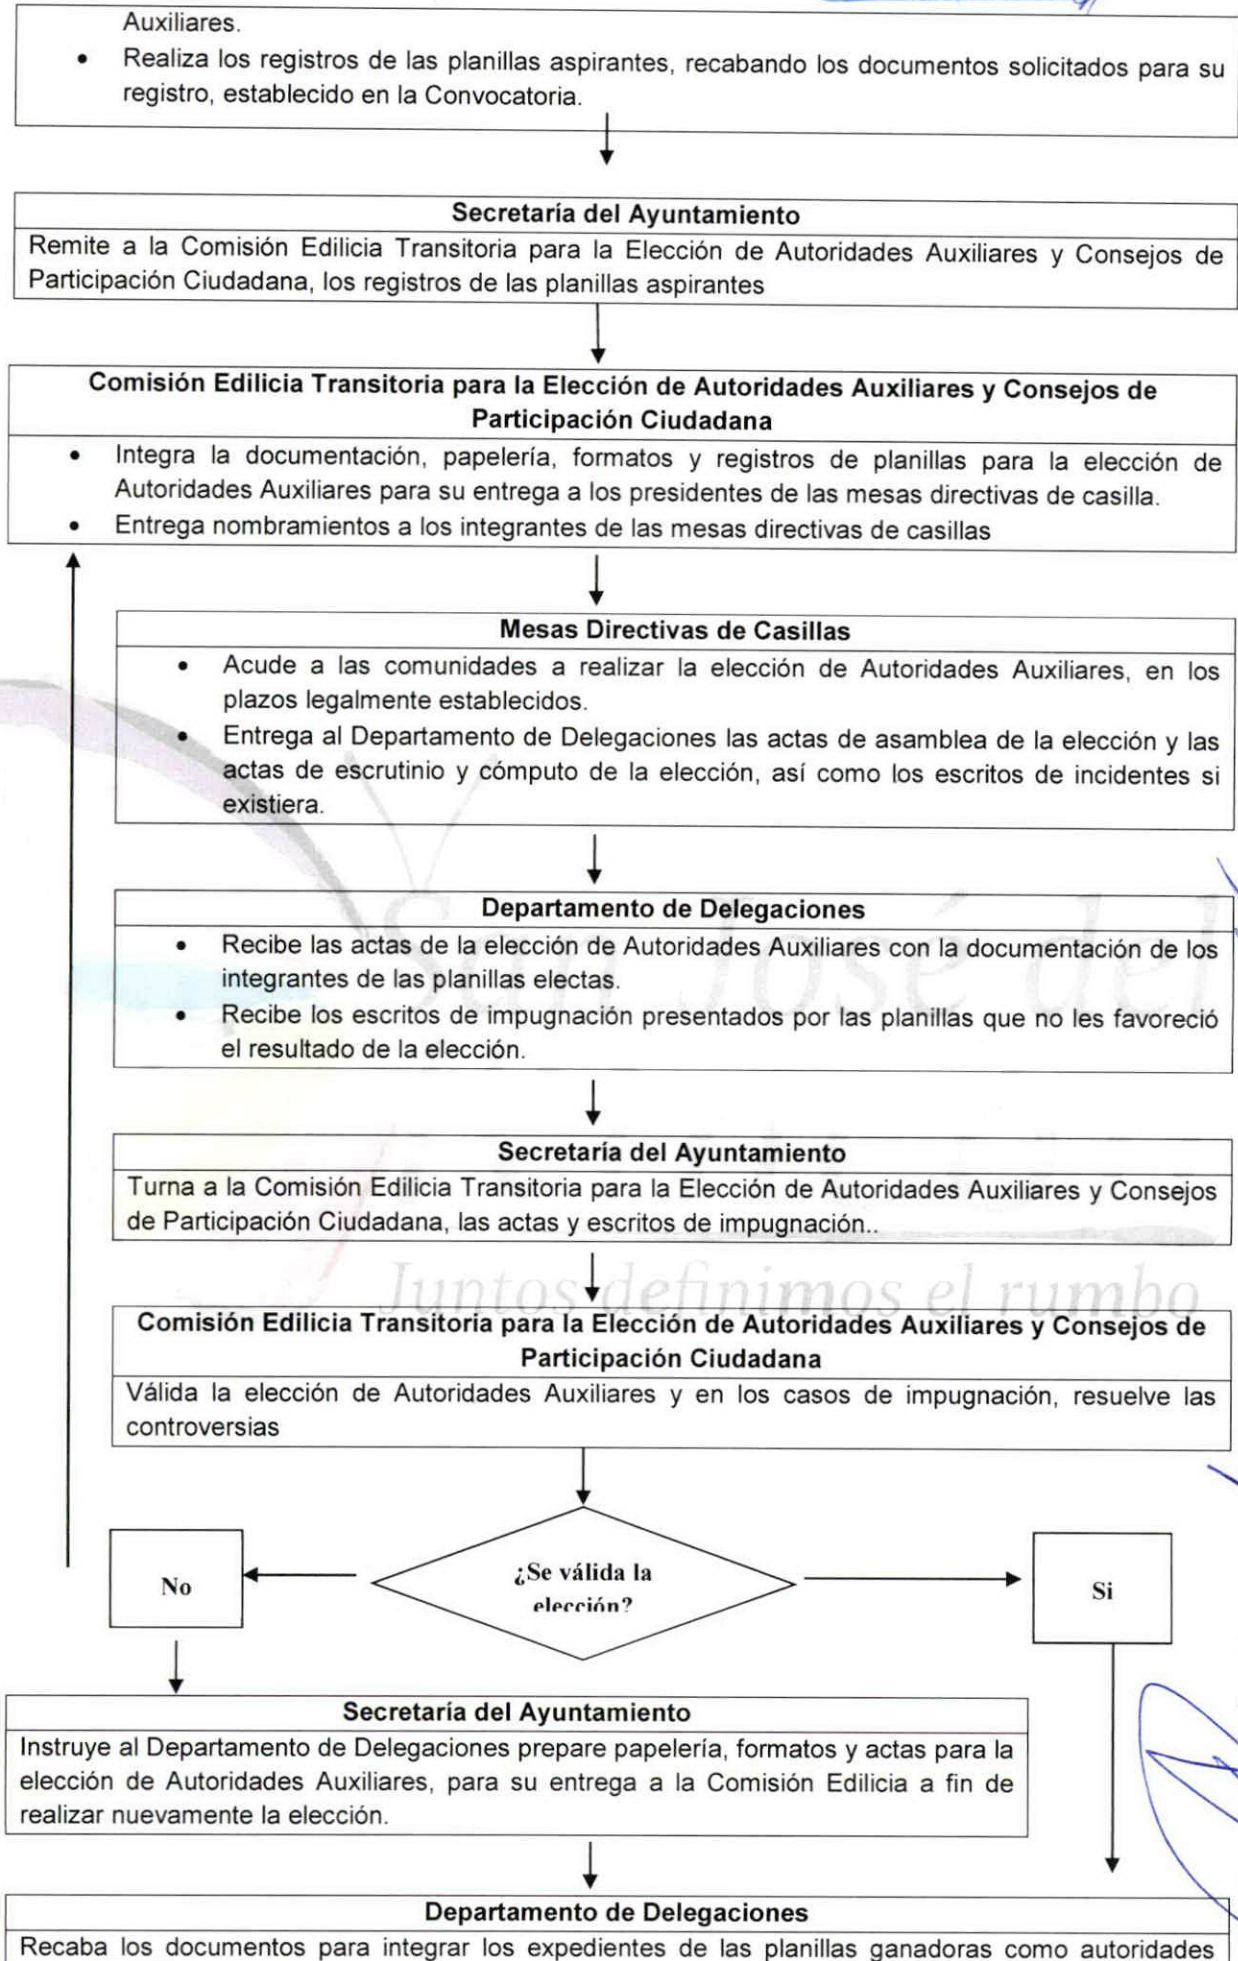 Auxiliares.
• Realiza los registros de las planillas aspirantes, recabando los documentos solicitados para su
registro, establecido en la Convocatoria.
Secretaría del Ayuntamiento
Remite a la Comisión Edilicia Transitoria para la Elección de Autoridades Auxiliares y Consejos de
Participación Ciudadana, los registros de las planillas aspirantes
Comisión Edilicia Transitoria para la Elección de Autoridades Auxiliares y Consejos de
Participación Ciudadana
• Integra la documentación, papelería, formatos y registros de planillas para la elección de
Autoridades Auxiliares para su entrega a los presidentes de las mesas directivas de casilla.
• Entrega nombramientos a los integrantes de las mesas directivas de casillas
Mesas Directivas de Casillas
• Acude a las comunidades a realizar la elección de Autoridades Auxiliares, en los
plazos legalmente establecidos.
• Entrega al Departamento de Delegaciones las actas de asamblea de la elección y las
actas de escrutinio y cómputo de la elección, así como los escritos de incidentes si
existiera.
Departamento de Delegaciones
San José del
• Recibe las actas de la elección de Autoridades Auxiliares con la documentación de los
integrantes de las planillas electas.
• Recibe los escritos de impugnación presentados por las planillas que no les favoreció
el resultado de la elección.
Secretaría del Ayuntamiento
Turna a la Comisión Edilicia Transitoria para la Elección de Autoridades Auxiliares y Consejos
de Participación Ciudadana, las actas y escritos de impugnación..
Juntos definimos el rumbo
Comisión Edilicia Transitoria para la Elección de Autoridades Auxiliares y Consejos de
Participación Ciudadana
Válida la elección de Autoridades Auxiliares y en los casos de impugnación, resuelve las
controversias
¿Se válida la
elección?
No
Si
Secretaría del Ayuntamiento
Instruye al Departamento de Delegaciones prepare papelería, formatos y actas para la
elección de Autoridades Auxiliares, para su entrega a la Comisión Edilicia a fin de
realizar nuevamente la elección.
Departamento de Delegaciones
Recaba los documentos para integrar los expedientes de las planillas ganadoras como autoridades